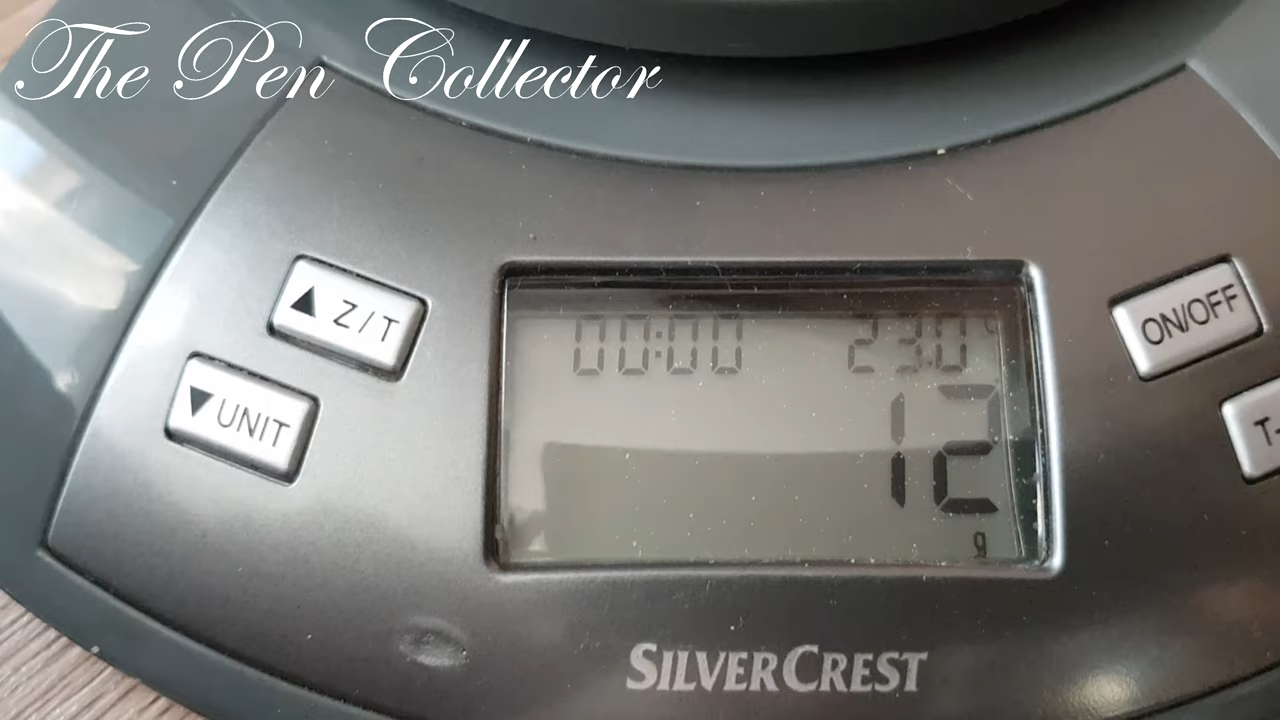 The Pen Collector
▲ Z/T
▼ UNIT
00:00 23.0°
12
g
ON/OFF
T-
SILVERCREST